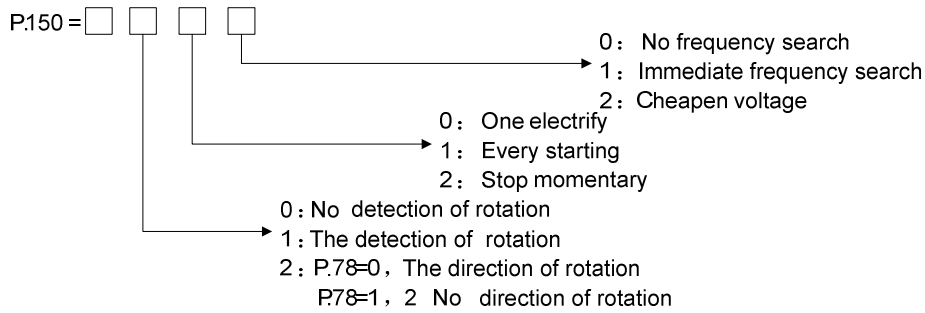 P.150 =
0： No frequency search
1： Immediate frequency search
2： Cheapen voltage
0： One electrify
1： Every starting
2： Stop momentary
0 : No detection of rotation
1 : The detection of rotation
2 : P.78=0，The direction of rotation
P.78=1，2 No direction of rotation